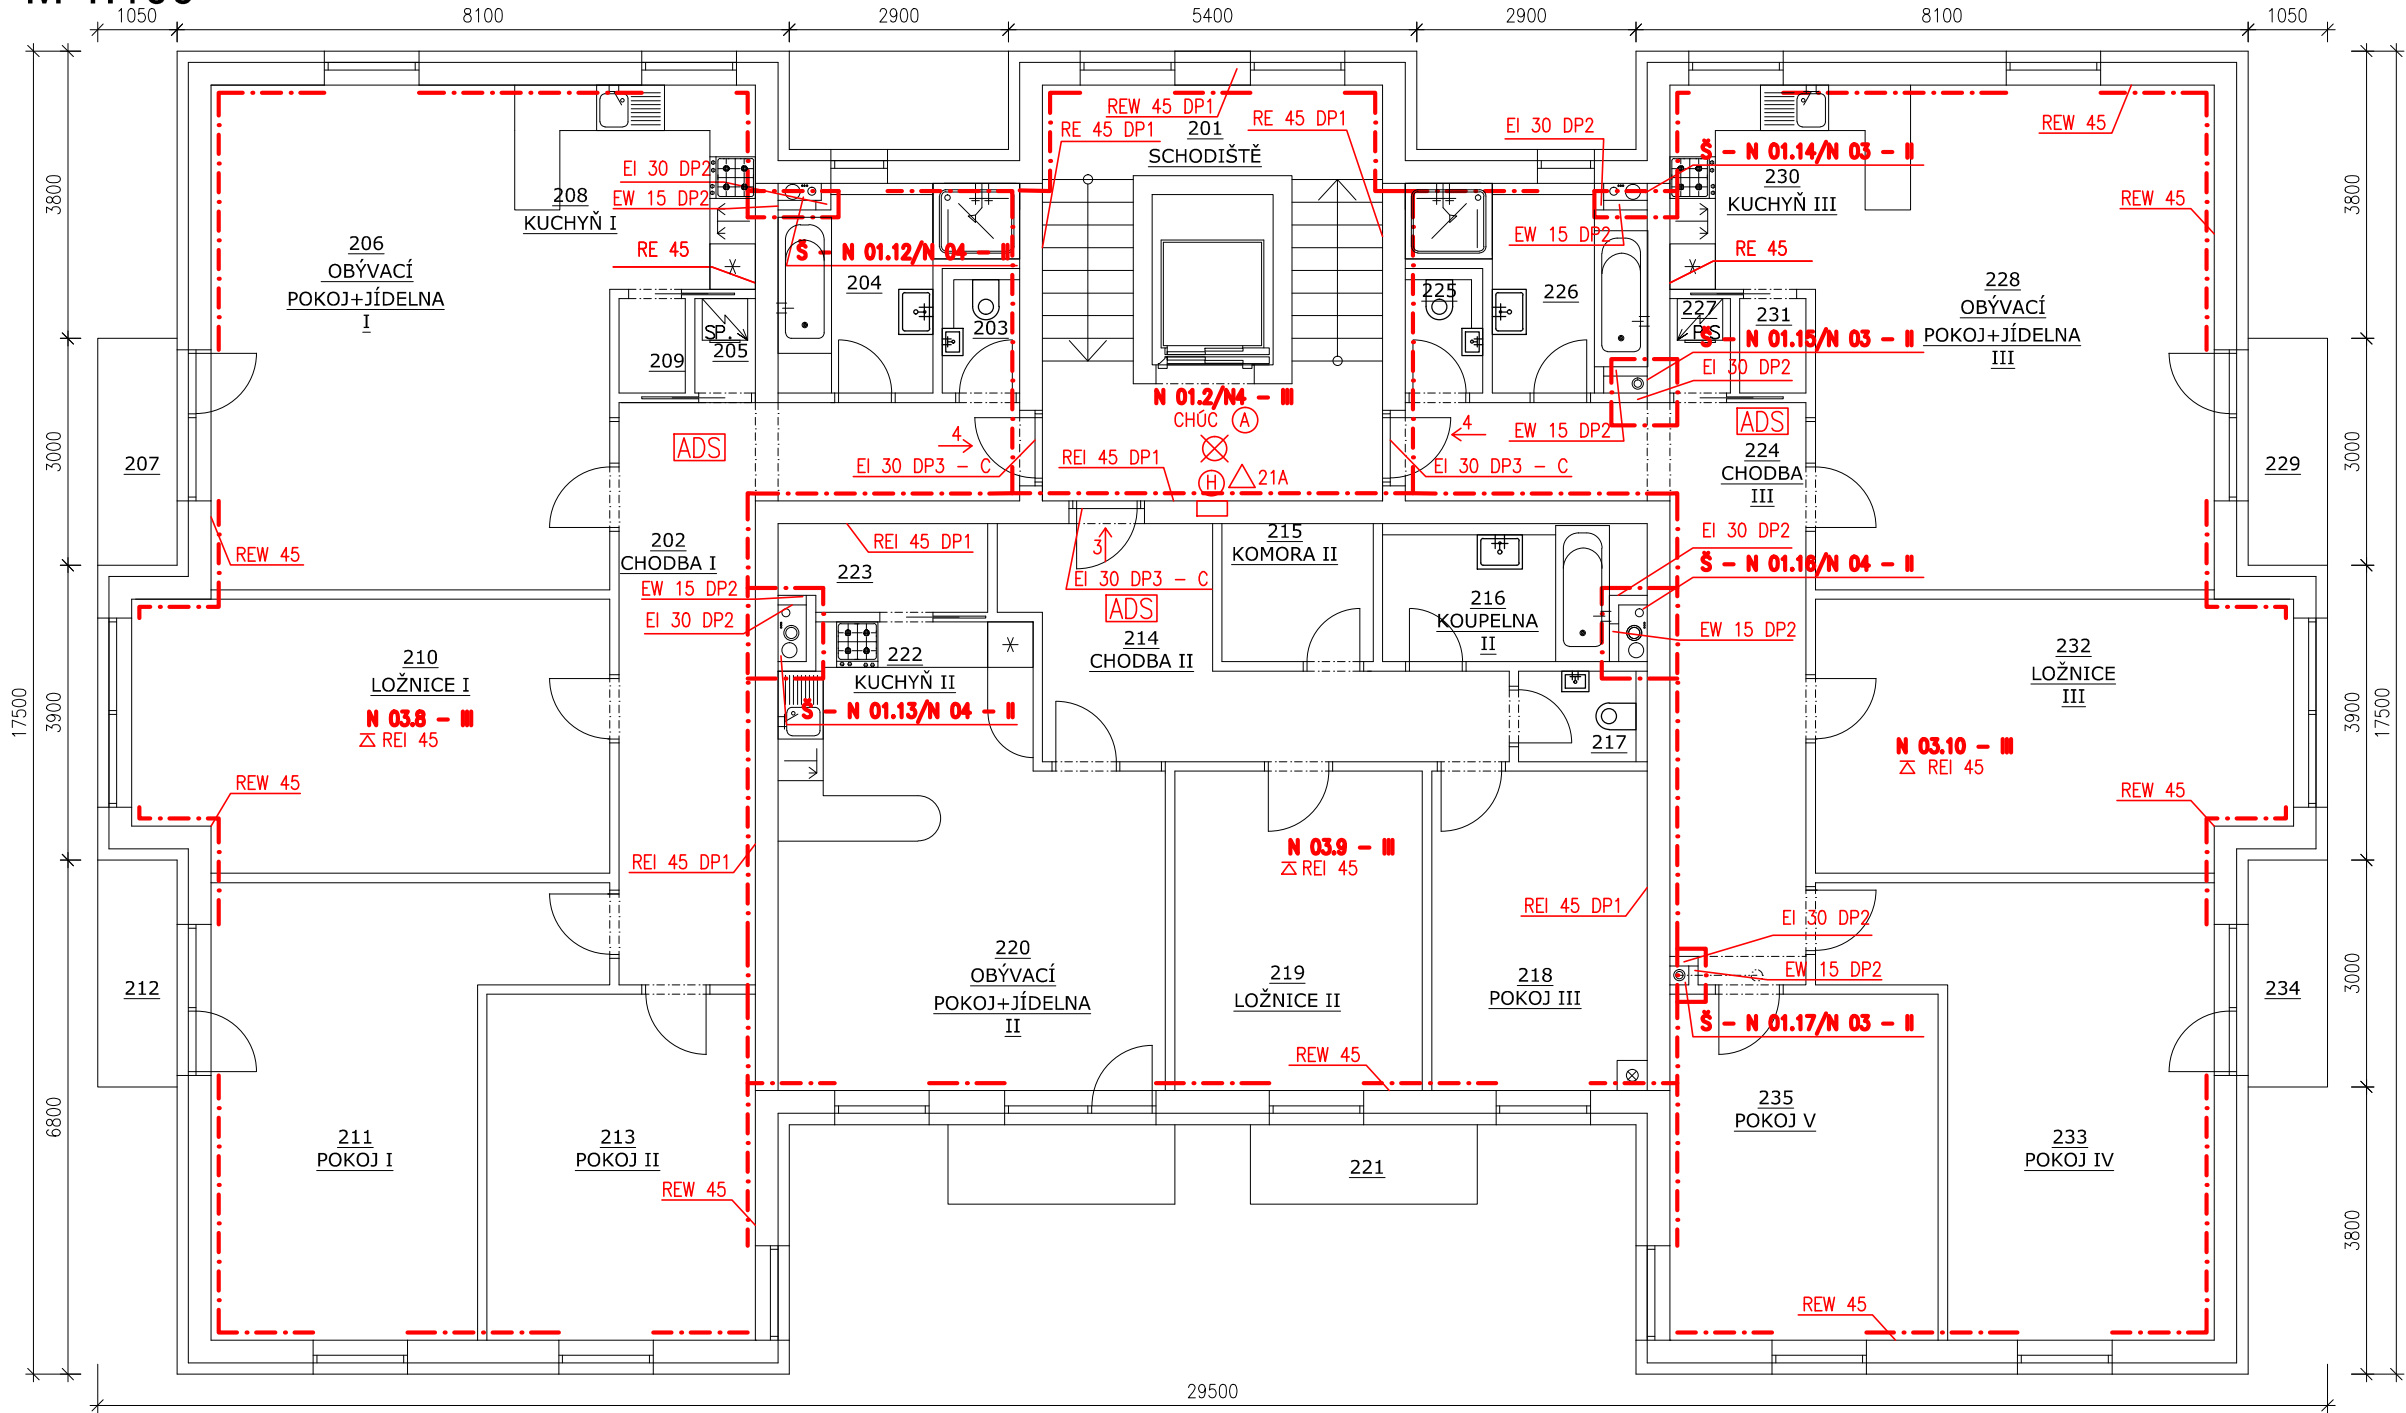 1050
8100
2900
5400
2900
8100
1050
REW 45 DP1
RE 45 DP1
201
SCHODIŠTĚ
RE 45 DP1
EI 30 DP2
REW 45
Š - N 01.14/N 03 - II
3800
EI 30 DP2
EW 15 DP2
208
KUCHYŇ I
230
KUCHYŇ III
REW 45
3800
206
OBÝVACÍ
POKOJ+JÍDELNA
I
RE 45
Š - N 01.12/N 04 - II
204
EW 15 DP2
RE 45
225
226
228
OBÝVACÍ
POKOJ+JÍDELNA
III
203
SP.
205
209
227
P.S
231
Š - N 01.15/N 03 - II
EI 30 DP2
N 01.2/N4 - III
CHÚC A
ADS
4
4
EW 15 DP2
ADS
3000
207
EI 30 DP3 - C
REI 45 DP1
H
21A
EI 30 DP3 - C
224
CHODBA
III
229
3000
REW 45
202
CHODBA I
REI 45 DP1
3
215
KOMORA II
EI 30 DP2
Š - N 01.16/N 04 - II
EW 15 DP2
223
EI 30 DP3 - C
ADS
EI 30 DP2
216
KOUPELNA
II
EW 15 DP2
214
CHODBA II
210
LOŽNICE I
222
KUCHYŇ II
232
LOŽNICE
III
17500
3900
N 03.8 - III
REI 45
Š - N 01.13/N 04 - II
217
N 03.10 - III
REI 45
3900
17500
REW 45
REW 45
REI 45 DP1
N 03.9 - III
REI 45
REI 45 DP1
EI 30 DP2
220
OBÝVACÍ
POKOJ+JÍDELNA
II
219
LOŽNICE II
218
POKOJ III
EW 15 DP2
212
234
3000
Š - N 01.17/N 03 - II
REW 45
6800
211
POKOJ I
213
POKOJ II
235
POKOJ V
233
POKOJ IV
221
REW 45
3800
REW 45
29500